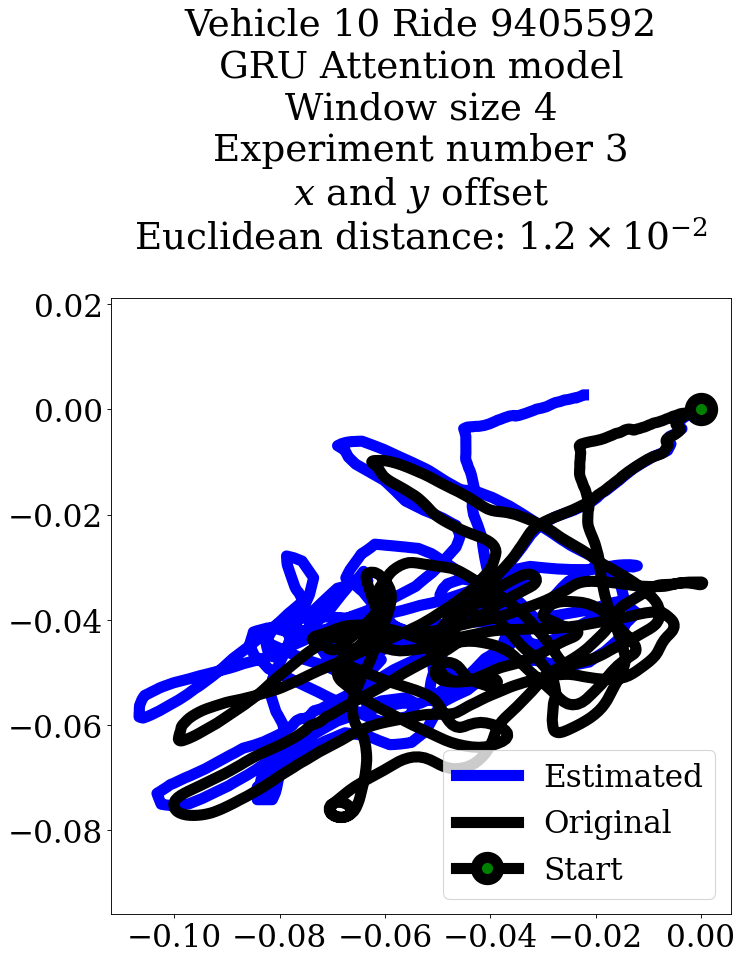 Vehicle 10 Ride 9405592
GRU Attention model
Window size 4
Experiment number 3
x and y offset
Euclidean distance: 1.2 × 10⁻²
0.02
0.00
−0.02
−0.04
−0.06
−0.08
Estimated
Original
Start
−0.10 −0.08 −0.06 −0.04 −0.02 0.00